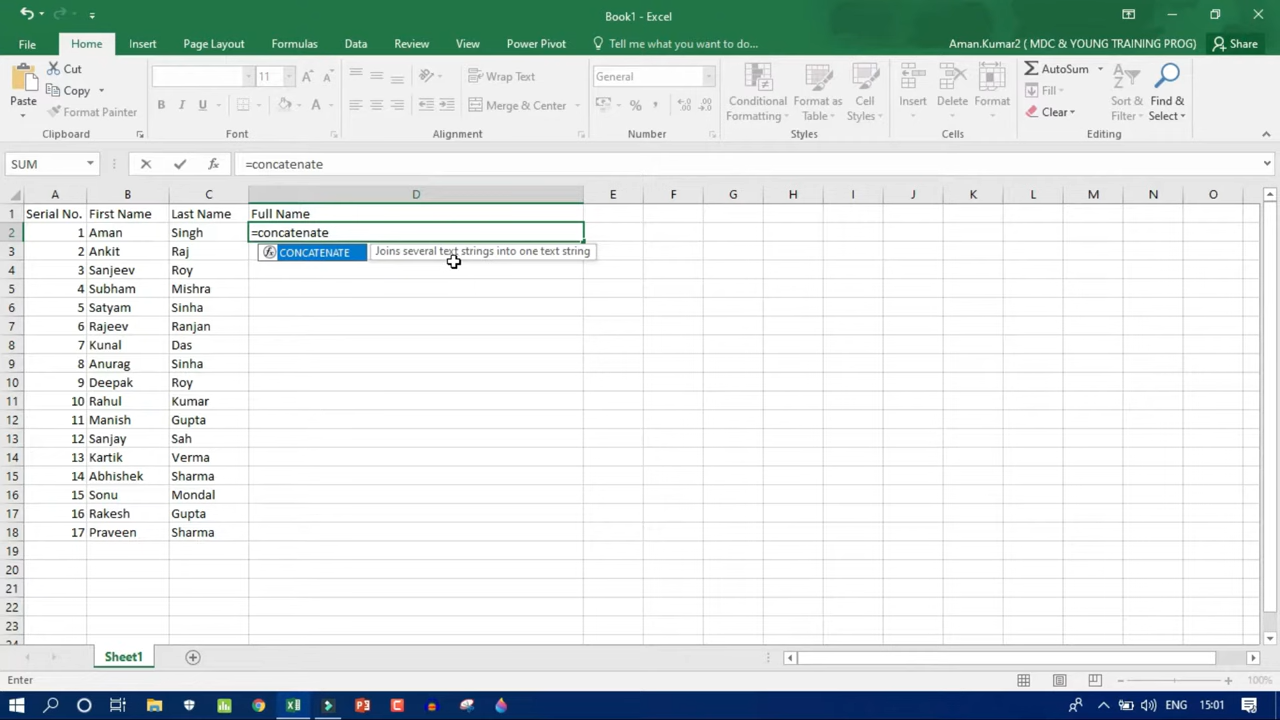 Book1 - Excel
File Home Insert Page Layout Formulas Data Review View Power Pivot Tell me what you want to do... Aman.Kumar2 ( MDC & YOUNG TRAINING PROG) Share
Paste
Cut
Copy
Format Painter
Clipboard
11
A A
B I U A
Font
Wrap Text
Merge & Center
Alignment
General
% ,
Number
Conditional Formatting
Format as Table
Cell Styles
Styles
Insert Delete Format
Cells
AutoSum
Fill
Clear
Sort & Filter
Find & Select
Editing
SUM fx =concatenate
A B C D E F G H I J K L M N O
1 Serial No. First Name Last Name Full Name
2 1 Aman Singh =concatenate
fx CONCATENATE Joins several text strings into one text string
3 2 Ankit Raj
4 3 Sanjeev Roy
5 4 Subham Mishra
6 5 Satyam Sinha
7 6 Rajeev Ranjan
8 7 Kunal Das
9 8 Anurag Sinha
10 9 Deepak Roy
11 10 Rahul Kumar
12 11 Manish Gupta
13 12 Sanjay Sah
14 13 Kartik Verma
15 14 Abhishek Sharma
16 15 Sonu Mondal
17 16 Rakesh Gupta
18 17 Praveen Sharma
19
20
21
22
23
24
Sheet1
Enter 100%
ENG 15:01